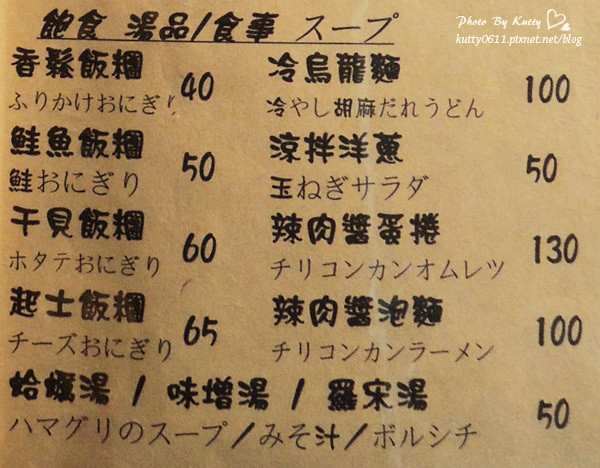 Photo By Kutty
kutty0611.pixnet.net/blog
飽食 湯品/食事 スープ
香鬆飯糰 40
ふりかけおにぎり
鮭魚飯糰 50
鮭おにぎり
干貝飯糰 60
ホタテおにぎり
起士飯糰 65
チーズおにぎり
冷烏龍麵 100
冷やし胡麻だれうどん
涼拌洋蔥 50
玉ねぎサラダ
辣肉醬蛋捲 130
チリコンカンオムレツ
辣肉醬泡麵 100
チリコンカンラーメン
蛤蠣湯 / 味增湯 / 羅宋湯 50
ハマグリのスープ/みそ汁/ボルシチ